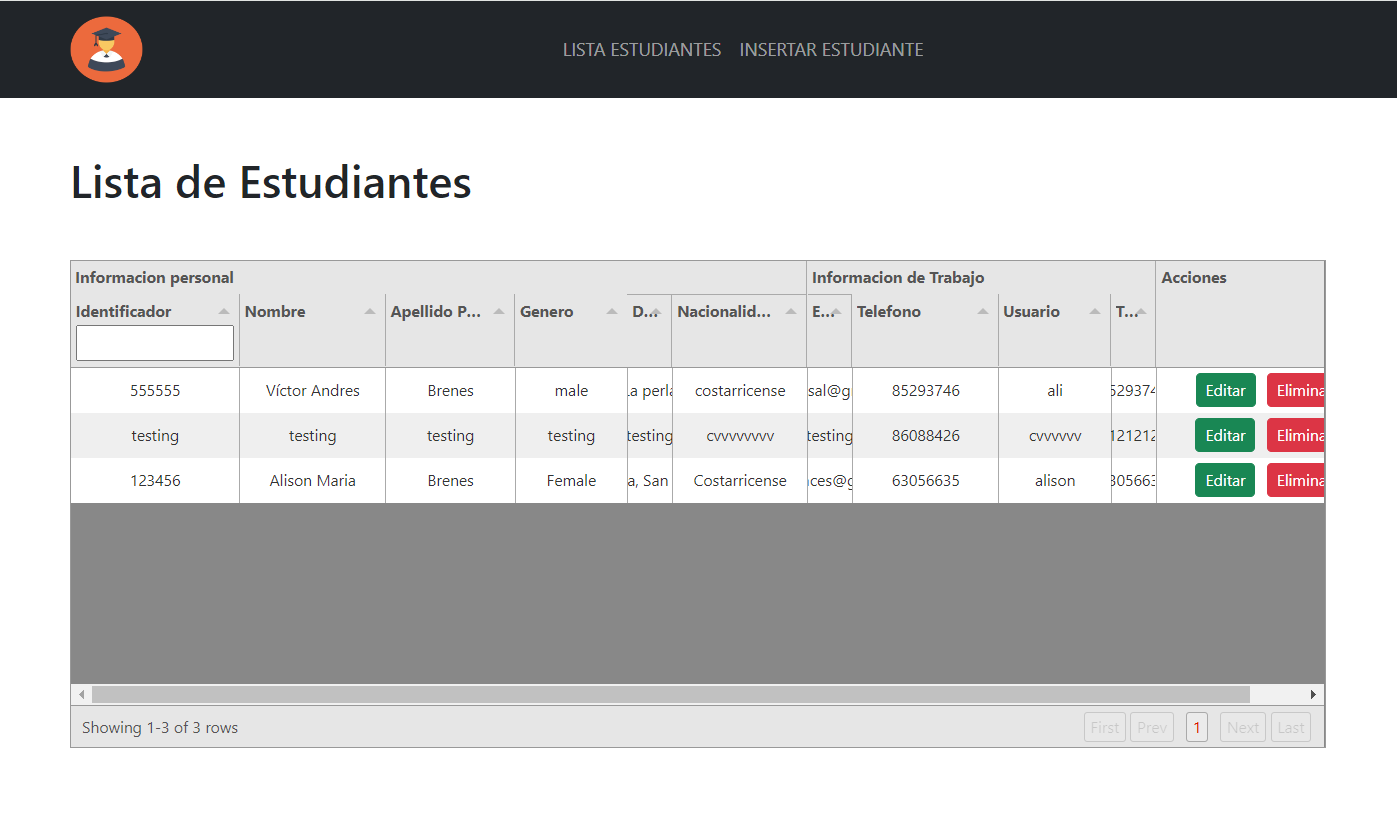 LISTA ESTUDIANTES INSERTAR ESTUDIANTE
Lista de Estudiantes
Informacion personal Informacion de Trabajo Acciones
Identificador Nombre Apellido P... Genero D... Nacionalid... E... Telefono Usuario T...
555555 Víctor Andres Brenes male La perla costarricense sal@g 85293746 ali 529374 Editar Elimina
testing testing testing testing testing cvvvvvvvv testing 86088426 cvvvvvv 121212 Editar Elimina
123456 Alison Maria Brenes Female a, San Costarricense nces@g 63056635 alison 305663 Editar Elimina
Showing 1-3 of 3 rows First Prev 1 Next Last